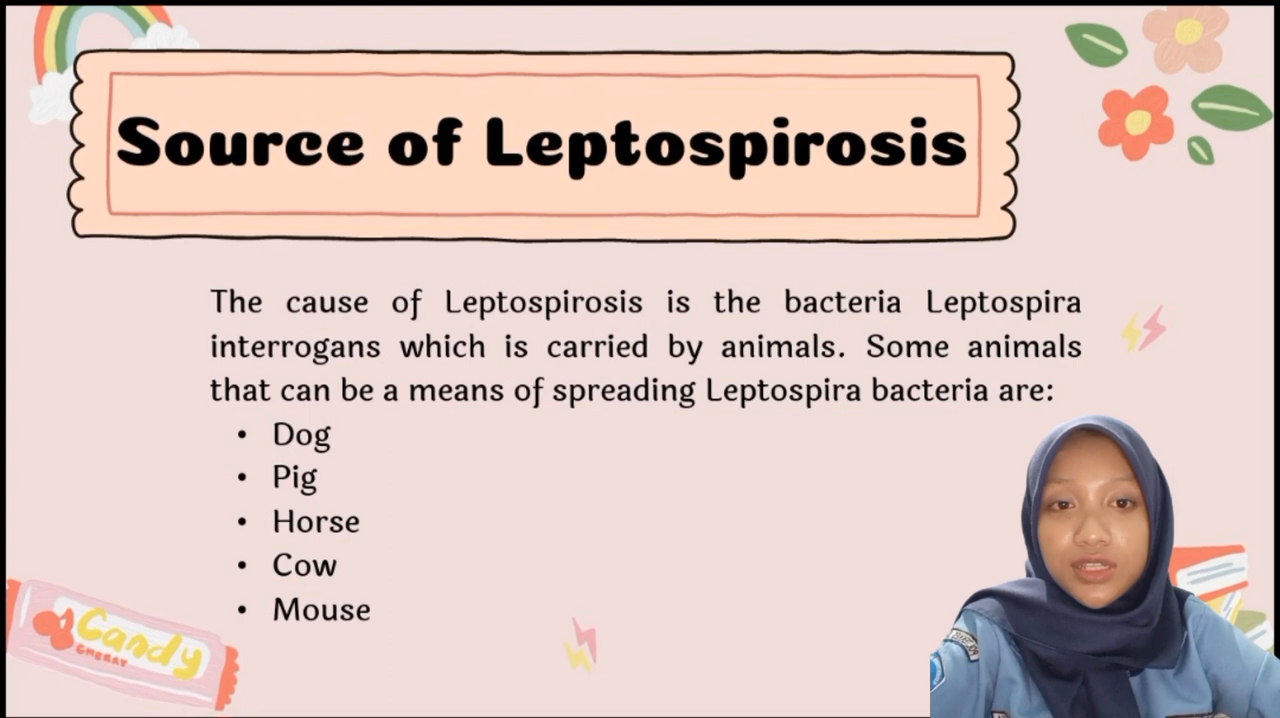 Source of Leptospirosis
The cause of Leptospirosis is the bacteria Leptospira
interrogans which is carried by animals. Some animals
that can be a means of spreading Leptospira bacteria are:
• Dog
• Pig
• Horse
• Cow
• Mouse
Candy
CHERRY